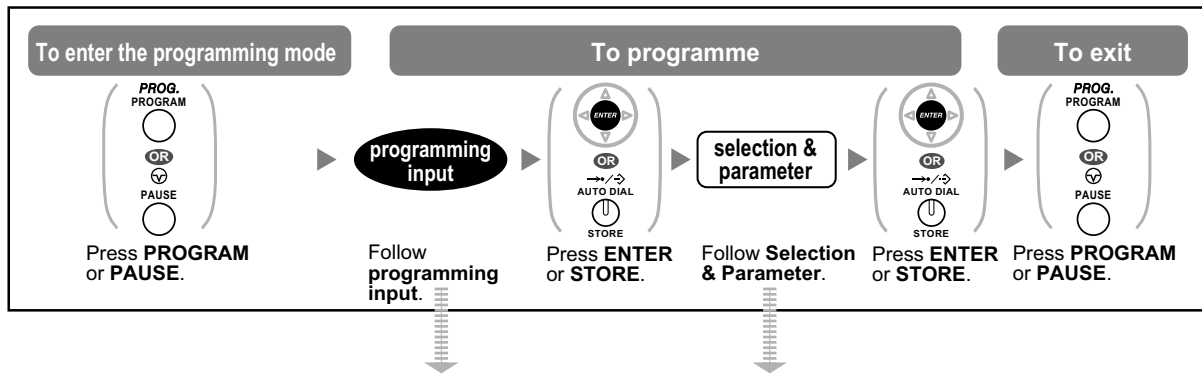 To enter the programming mode
To programme
To exit
PROG.
PROGRAM
OR
PAUSE
Press PROGRAM
or PAUSE.
programming
input
Follow
programming
input.
ENTER
OR
AUTO DIAL
STORE
Press ENTER
or STORE.
selection &
parameter
Follow Selection
& Parameter.
ENTER
OR
AUTO DIAL
STORE
Press ENTER
or STORE.
PROG.
PROGRAM
OR
PAUSE
Press PROGRAM
or PAUSE.